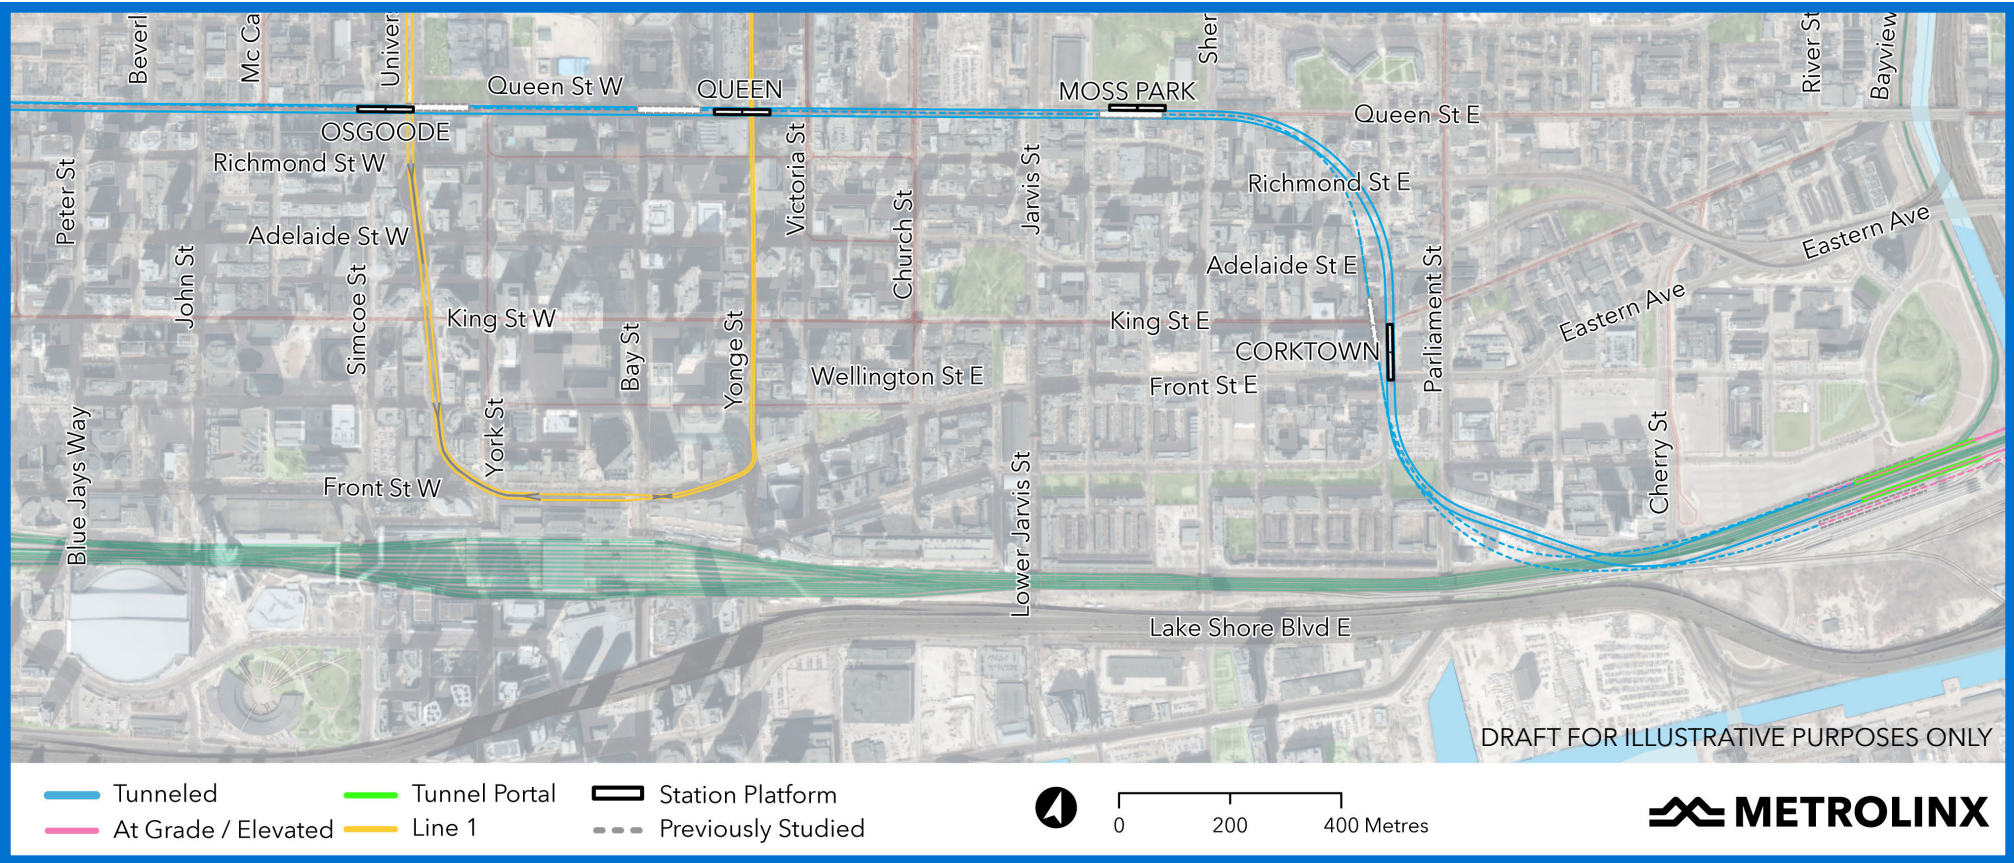 Beverl
Mc Ca
Univer
Sher
River St
Bayview
Queen St W
QUEEN
MOSS PARK
Queen St E
OSGOODE
Richmond St W
Peter St
Victoria St
Jarvis St
Richmond St E
Church St
Adelaide St W
Eastern Ave
John St
Simcoe St
Adelaide St E
Parliament St
Eastern Ave
King St W
King St E
Bay St
Yonge St
CORKTOWN
Wellington St E
Front St E
Blue Jays Way
York St
Cherry St
Front St W
Lower Jarvis St
Lake Shore Blvd E
DRAFT FOR ILLUSTRATIVE PURPOSES ONLY
Tunneled
Tunnel Portal
Station Platform
At Grade / Elevated
Line 1
Previously Studied
0 200 400 Metres
METROLINX